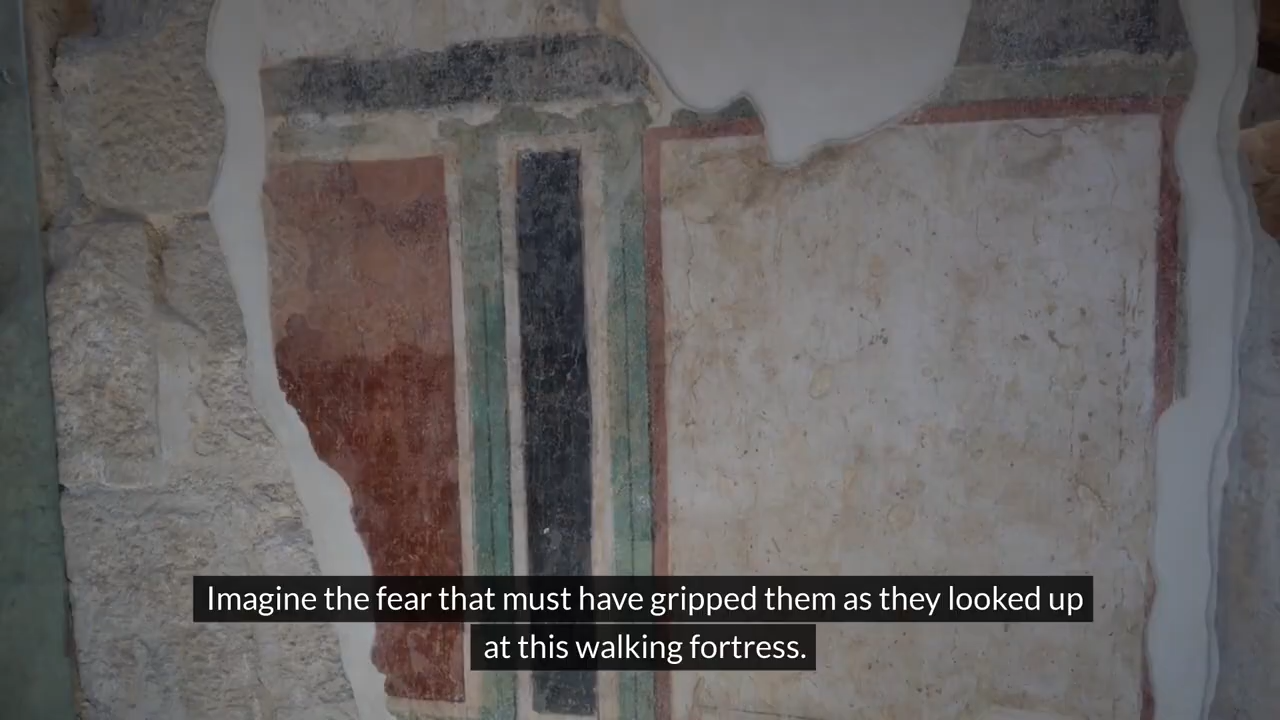 Imagine the fear that must have gripped them as they looked up
at this walking fortress.